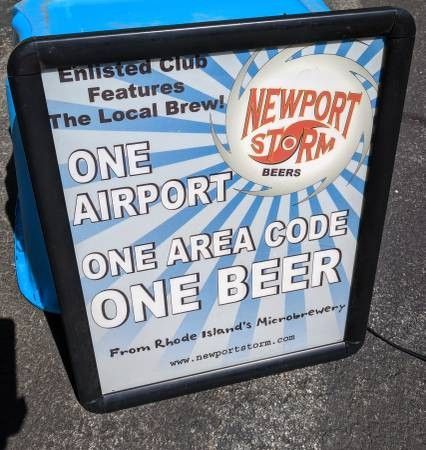 Enlisted Club
Features
The Local Brew!
NEWPORT
STORM
BEERS
ONE
AIRPORT
ONE AREA CODE
ONE BEER
From Rhode Island's Microbrewery
www.newportstorm.com